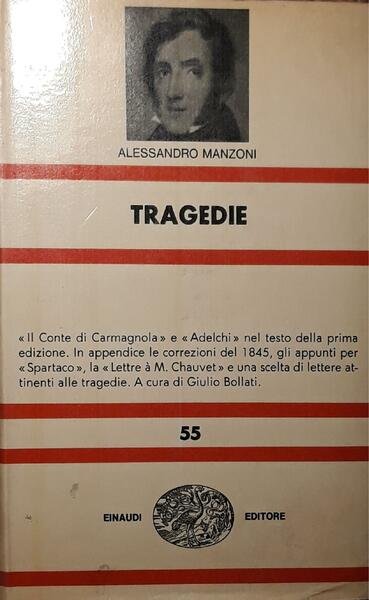 ALESSANDRO MANZONI
TRAGEDIE
« Il Conte di Carmagnola » e « Adelchi » nel testo della prima
edizione. In appendice le correzioni del 1845, gli appunti per
« Spartaco », la « Lettre à M. Chauvet » e una scelta di lettere at-
tinenti alle tragedie. A cura di Giulio Bollati.
55
EINAUDI EDITORE